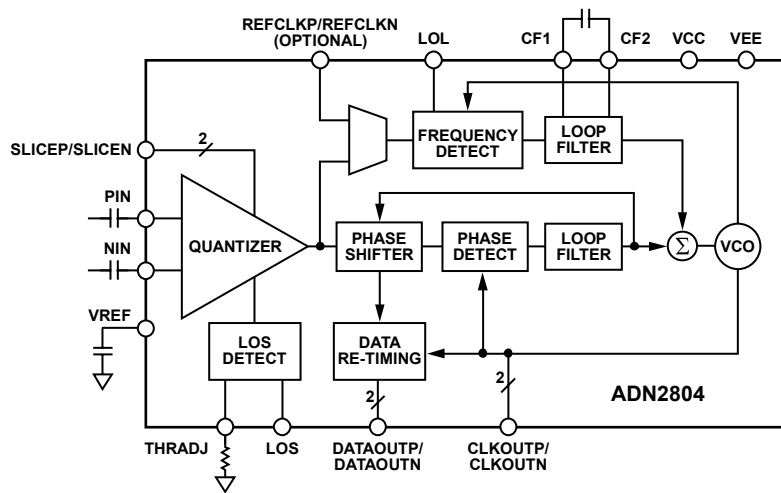 REFCLKP/REFCLKN
(OPTIONAL)
LOL
CF1
CF2
VCC
VEE
SLICEP/SLICEN
2
FREQUENCY
DETECT
LOOP
FILTER
PIN
NIN
QUANTIZER
PHASE
SHIFTER
PHASE
DETECT
LOOP
FILTER
Σ
VCO
VREF
LOS
DETECT
DATA
RE-TIMING
2
2
ADN2804
THRADJ
LOS
DATAOUTP/
DATAOUTN
CLKOUTP/
CLKOUTN